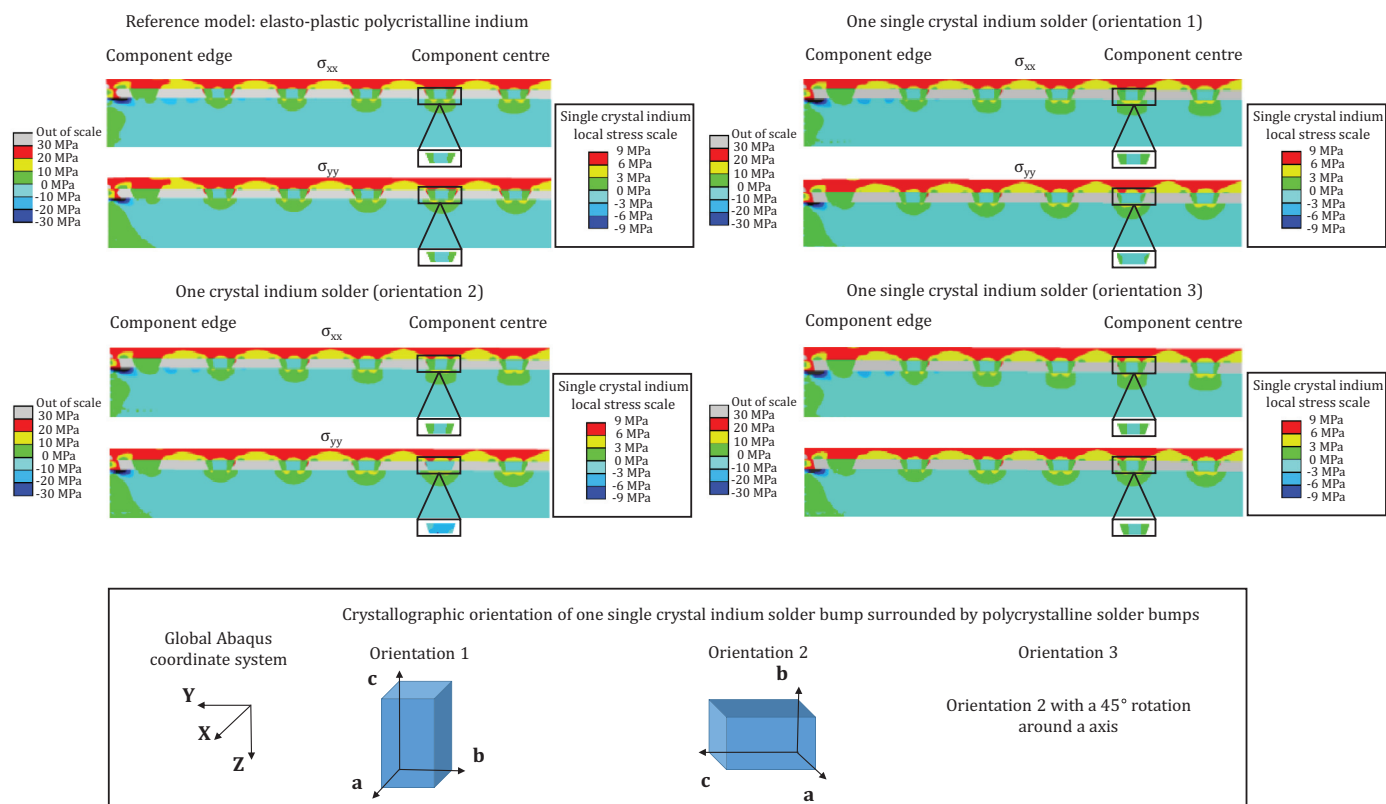 Reference model: elasto-plastic polycristalline indium
Component edge
Component centre
σxx
Out of scale
30 MPa
20 MPa
10 MPa
0 MPa
-10 MPa
-20 MPa
-30 MPa
σyy
Single crystal indium
local stress scale
9 MPa
6 MPa
3 MPa
0 MPa
-3 MPa
-6 MPa
-9 MPa
One single crystal indium solder (orientation 1)
Component edge
Component centre
σxx
Out of scale
30 MPa
20 MPa
10 MPa
0 MPa
-10 MPa
-20 MPa
-30 MPa
σyy
Single crystal indium
local stress scale
9 MPa
6 MPa
3 MPa
0 MPa
-3 MPa
-6 MPa
-9 MPa
One crystal indium solder (orientation 2)
Component edge
Component centre
σxx
Out of scale
30 MPa
20 MPa
10 MPa
0 MPa
-10 MPa
-20 MPa
-30 MPa
σyy
Single crystal indium
local stress scale
9 MPa
6 MPa
3 MPa
0 MPa
-3 MPa
-6 MPa
-9 MPa
One single crystal indium solder (orientation 3)
Component edge
Component centre
σxx
Out of scale
30 MPa
20 MPa
10 MPa
0 MPa
-10 MPa
-20 MPa
-30 MPa
σyy
Single crystal indium
local stress scale
9 MPa
6 MPa
3 MPa
0 MPa
-3 MPa
-6 MPa
-9 MPa
Crystallographic orientation of one single crystal indium solder bump surrounded by polycrystalline solder bumps
Global Abaqus
coordinate system
Y
X
Z
Orientation 1
c
b
a
Orientation 2
b
c
a
Orientation 3
Orientation 2 with a 45° rotation
around a axis